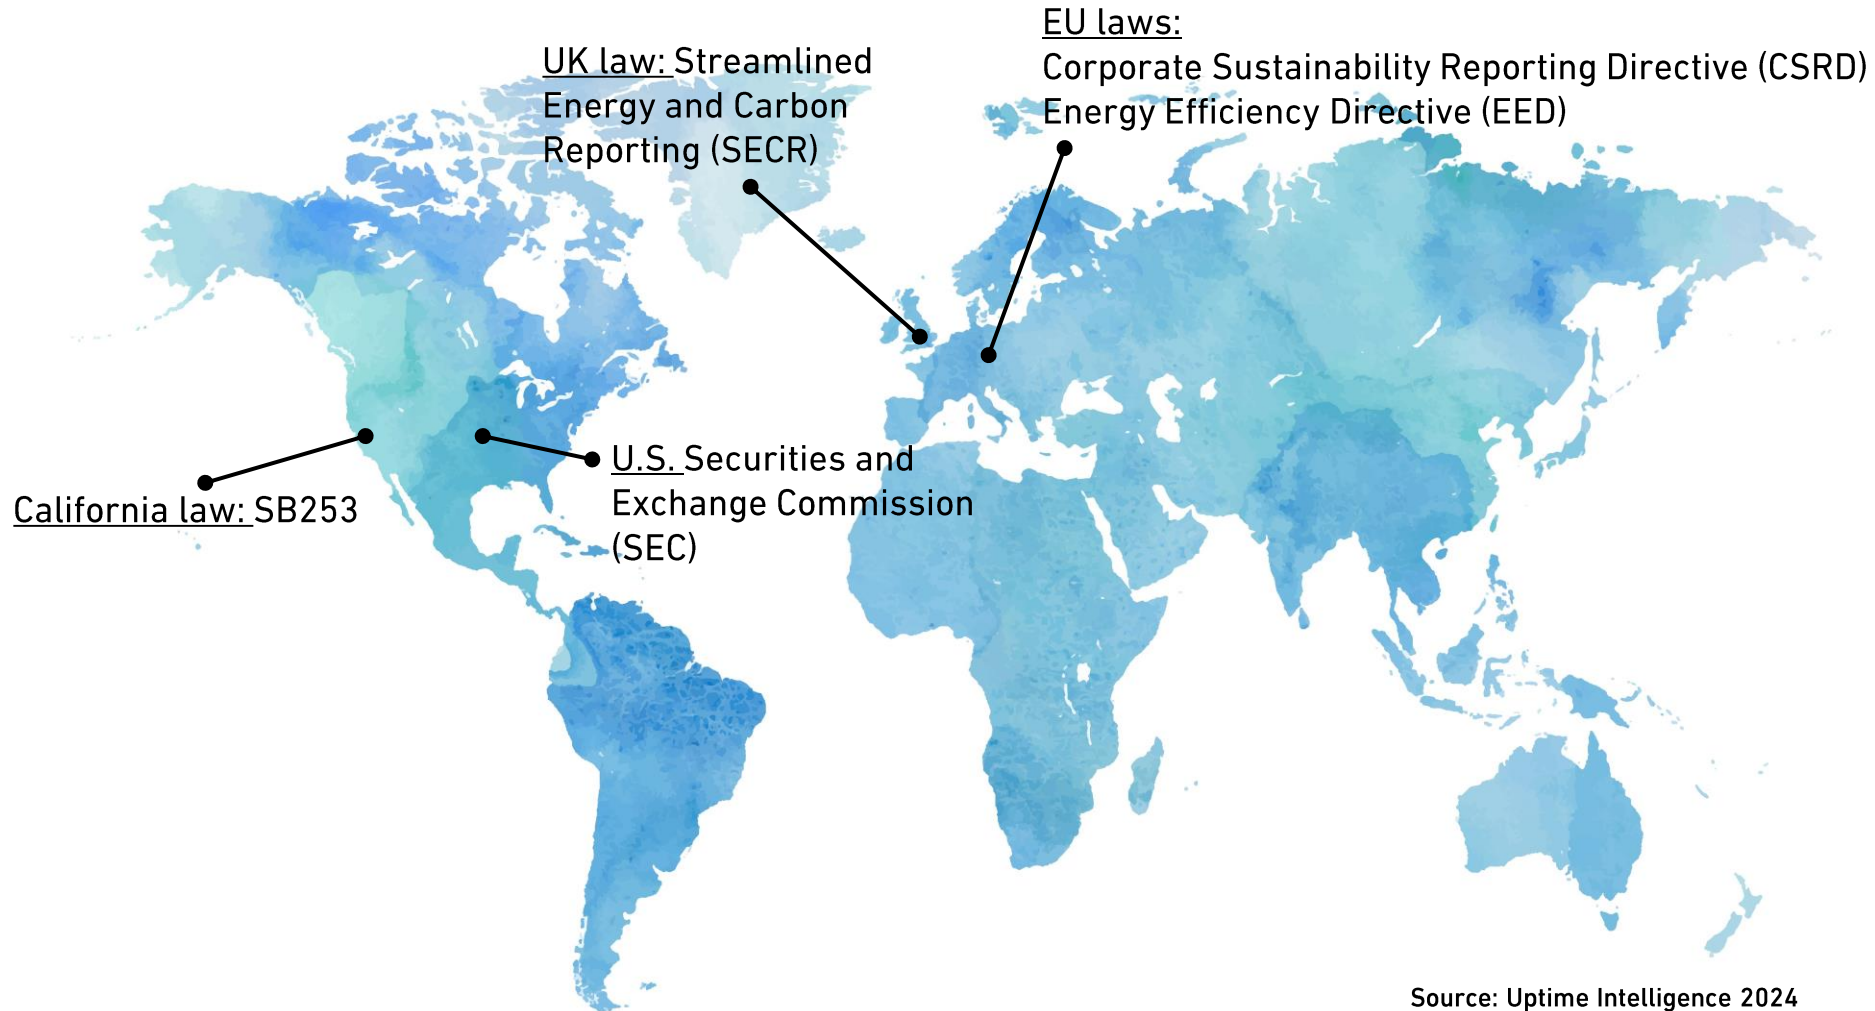 EU laws:
Corporate Sustainability Reporting Directive (CSRD)
Energy Efficiency Directive (EED)
UK law: Streamlined
Energy and Carbon
Reporting (SECR)
California law: SB253
U.S. Securities and
Exchange Commission
(SEC)
Source: Uptime Intelligence 2024